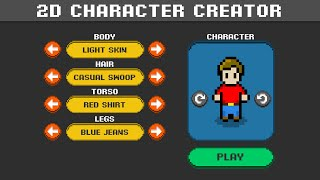 2D CHARACTER CREATOR
BODY
LIGHT SKIN
HAIR
CASUAL SWOOP
TORSO
RED SHIRT
LEGS
BLUE JEANS
CHARACTER
PLAY